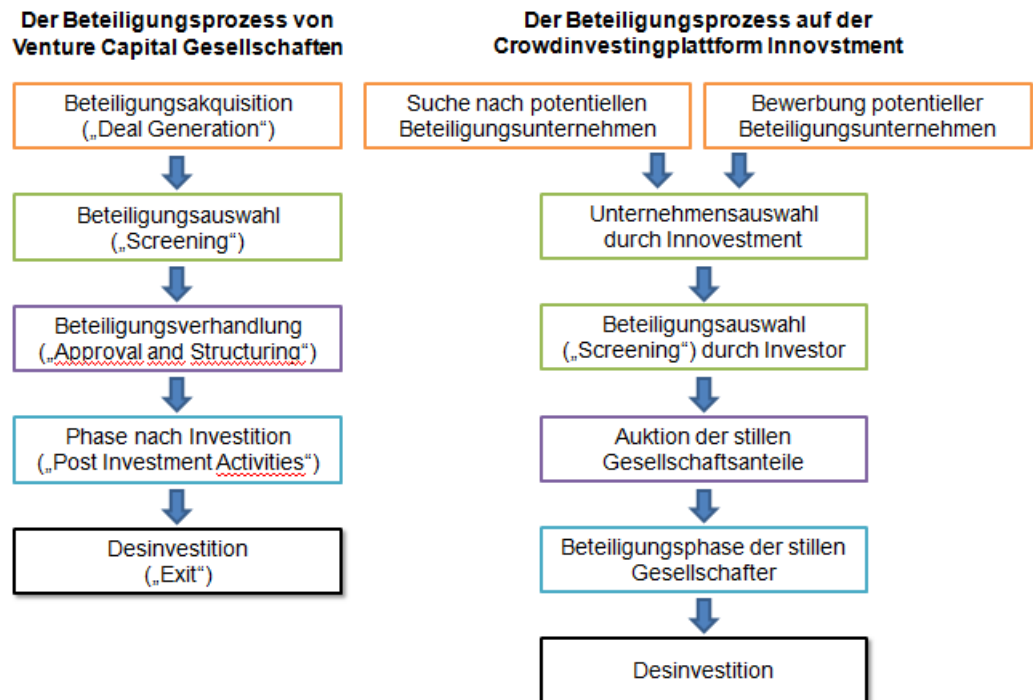 Der Beteiligungsprozess von
Venture Capital Gesellschaften
Beteiligungsakquisition
(„Deal Generation“)
Beteiligungsauswahl
(„Screening“)
Beteiligungsverhandlung
(„Approval and Structuring“)
Phase nach Investition
(„Post Investment Activities“)
Desinvestition
(„Exit“)
Der Beteiligungsprozess auf der
Crowdinvestingplattform Innovstment
Suche nach potentiellen
Beteiligungsunternehmen
Bewerbung potentieller
Beteiligungsunternehmen
Unternehmensauswahl
durch Innovestment
Beteiligungsauswahl
(„Screening“) durch Investor
Auktion der stillen
Gesellschaftsanteile
Beteiligungsphase der stillen
Gesellschafter
Desinvestition